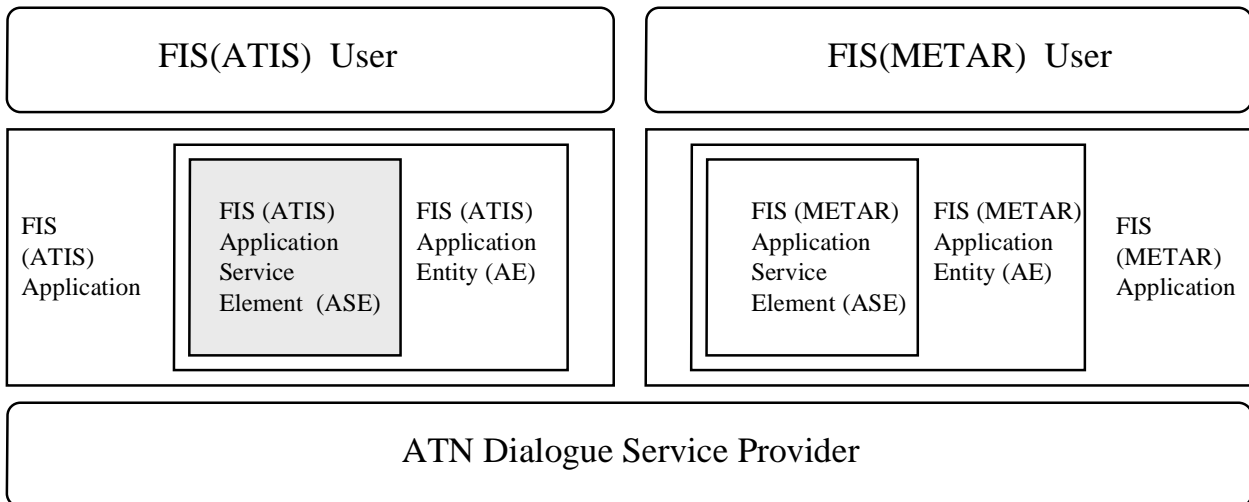 FIS(ATIS) User
FIS(METAR) User
FIS
(ATIS)
Application
FIS (ATIS)
Application
Service
Element (ASE)
FIS (ATIS)
Application
Entity (AE)
FIS (METAR)
Application
Service
Element (ASE)
FIS (METAR)
Application
Entity (AE)
FIS
(METAR)
Application
ATN Dialogue Service Provider